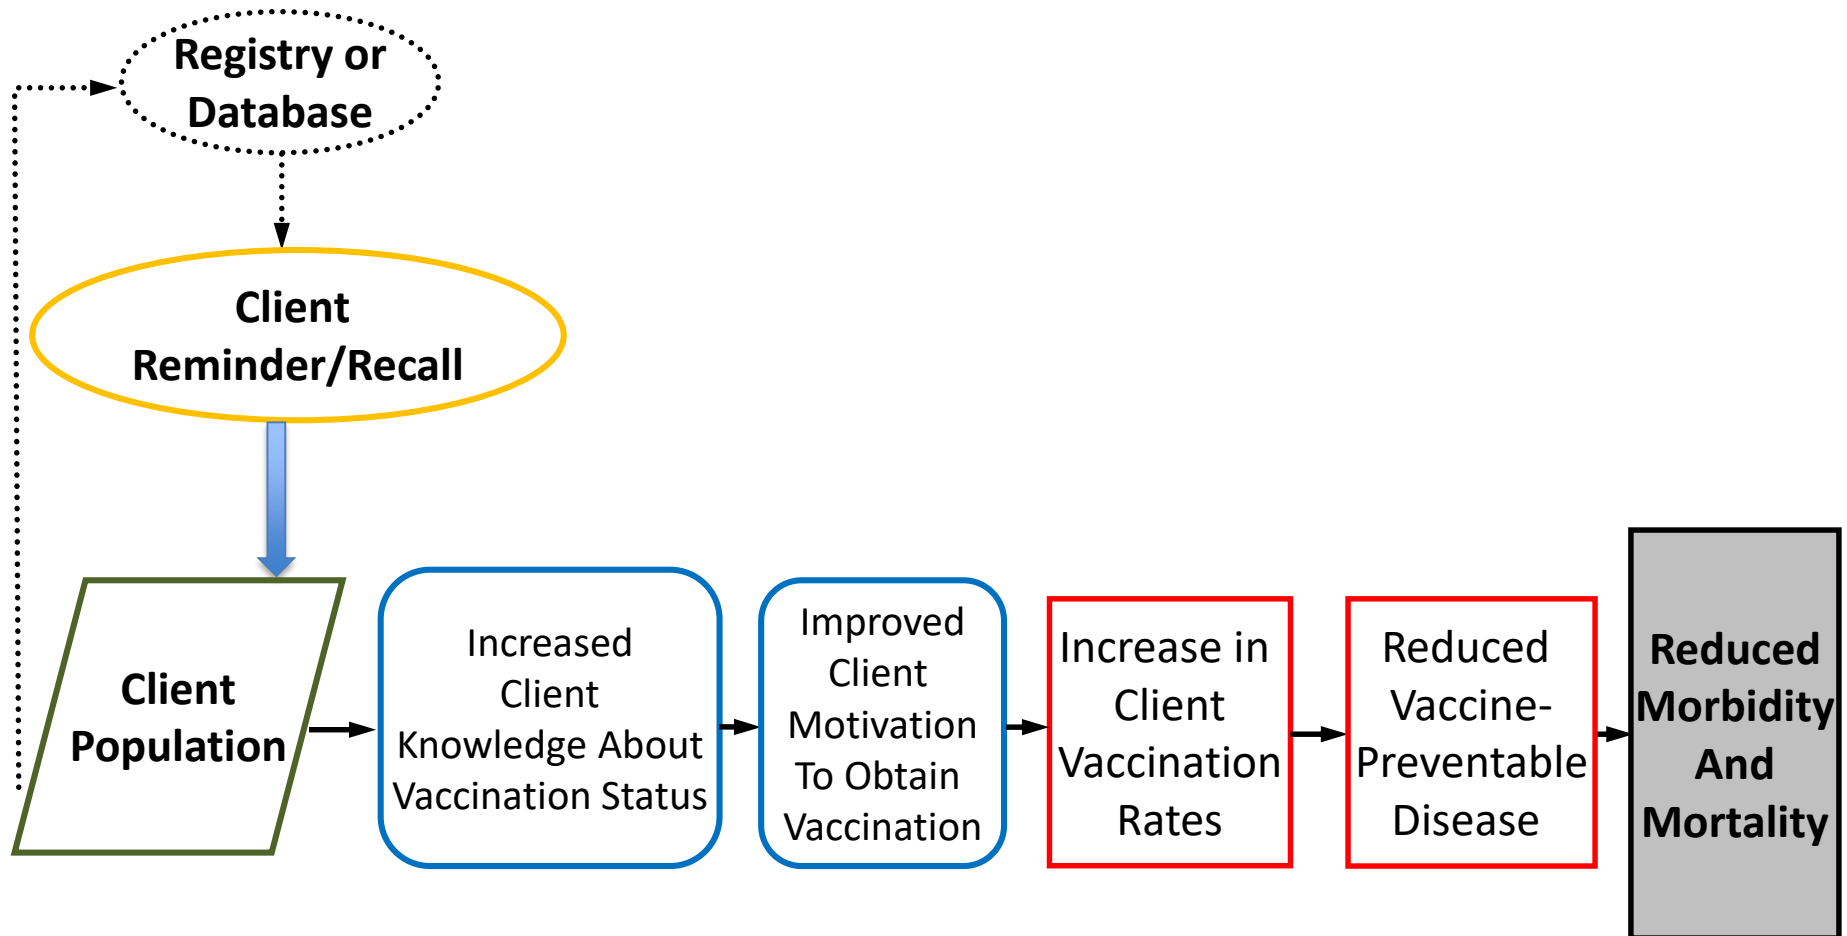 Registry or
Database
Client
Reminder/Recall
Client
Population
Increased
Client
Knowledge About
Vaccination Status
Improved
Client
Motivation
To Obtain
Vaccination
Increase in
Client
Vaccination
Rates
Reduced
Vaccine-
Preventable
Disease
Reduced
Morbidity
And
Mortality